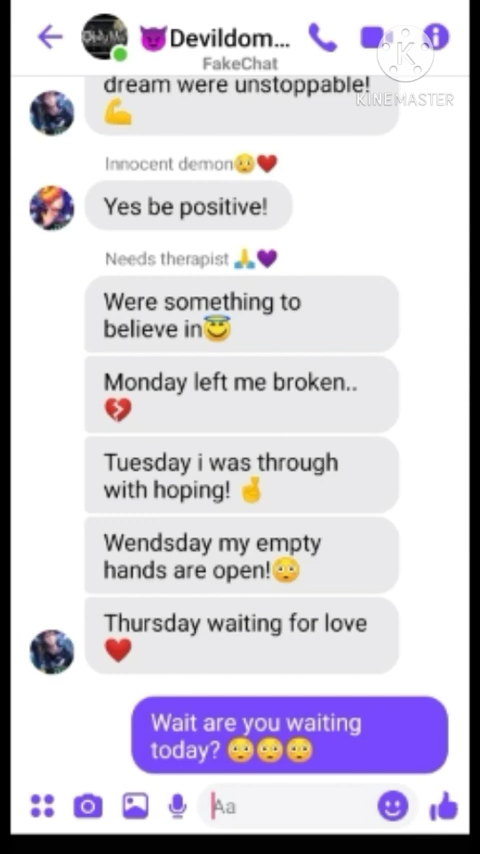 😈Devildom...
FakeChat
K
KINEMASTER
dream were unstoppable!
💪
Innocent demon🥺❤️
Yes be positive!
Needs therapist 🙏💜
Were something to
believe in😇
Monday left me broken..
💔
Tuesday i was through
with hoping! 🤞
Wendsday my empty
hands are open!😳
Thursday waiting for love
❤️
Wait are you waiting
today? 😳😳😳
Aa